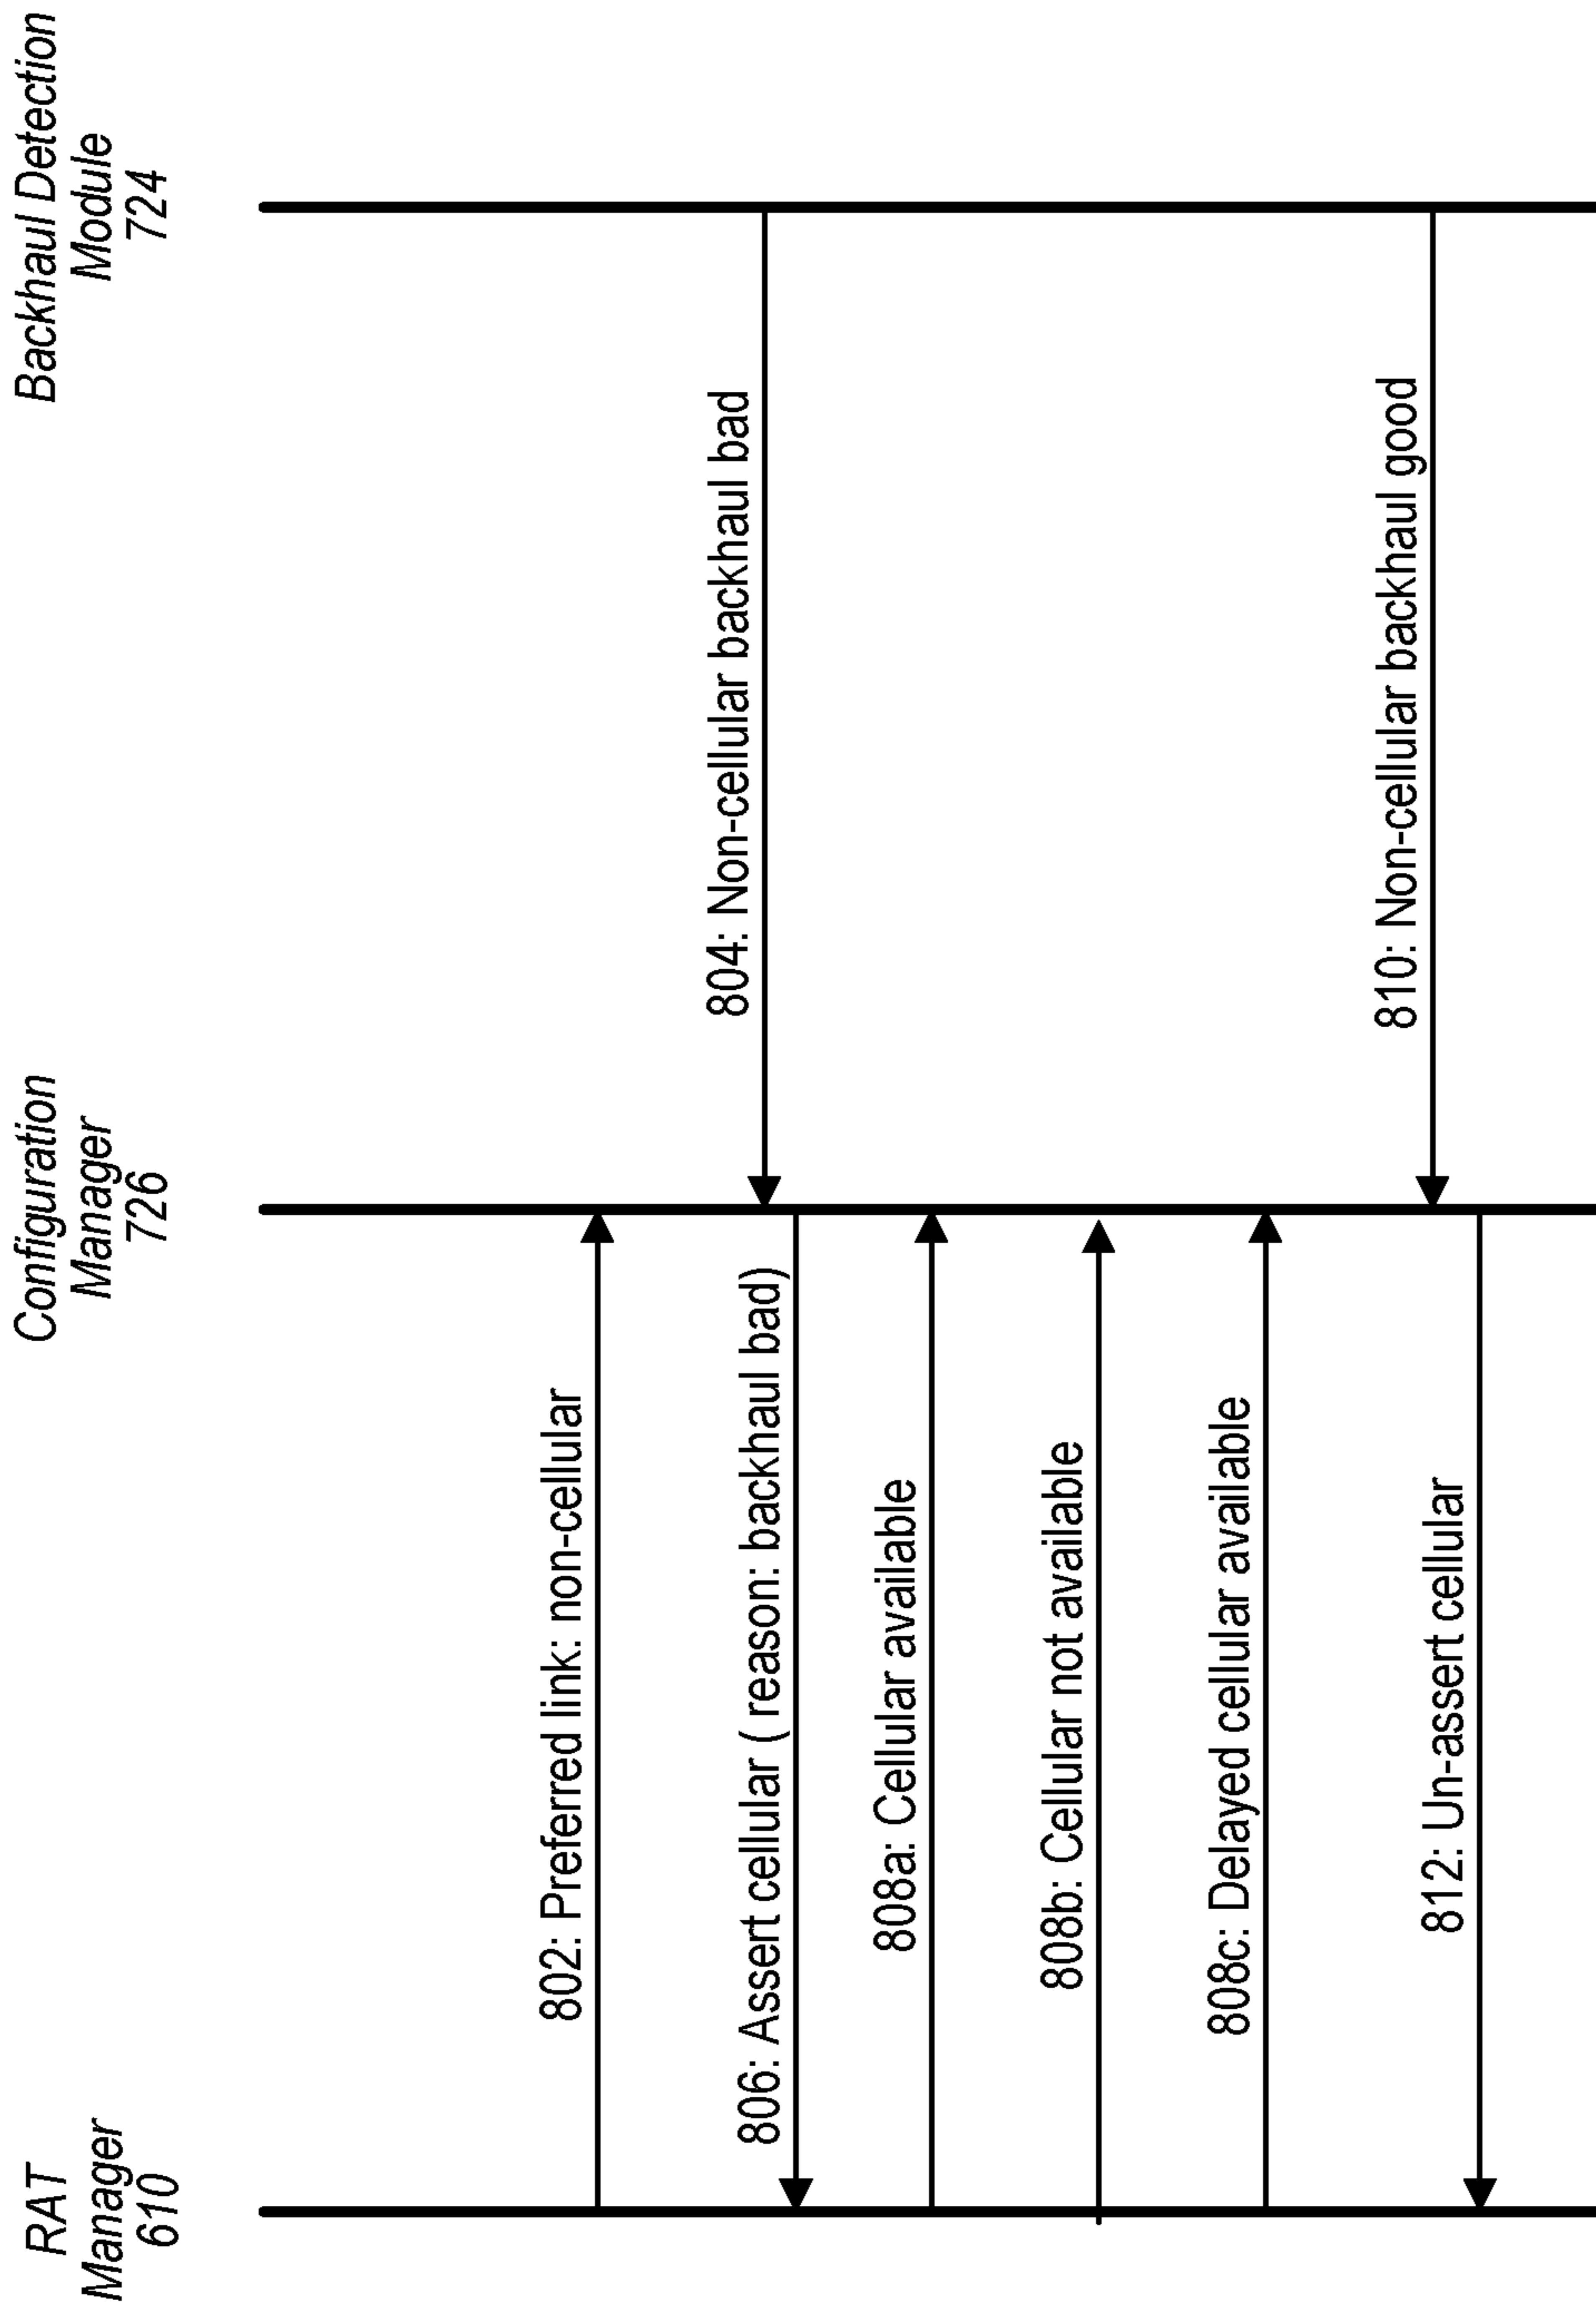 RAT
Manager
610
Configuration
Manager
726
Backhaul Detection
Module
724
802: Preferred link: non-cellular
804: Non-cellular backhaul bad
806: Assert cellular ( reason: backhaul bad)
808a: Cellular available
808b: Cellular not available
808c: Delayed cellular available
810: Non-cellular backhaul good
812: Un-assert cellular